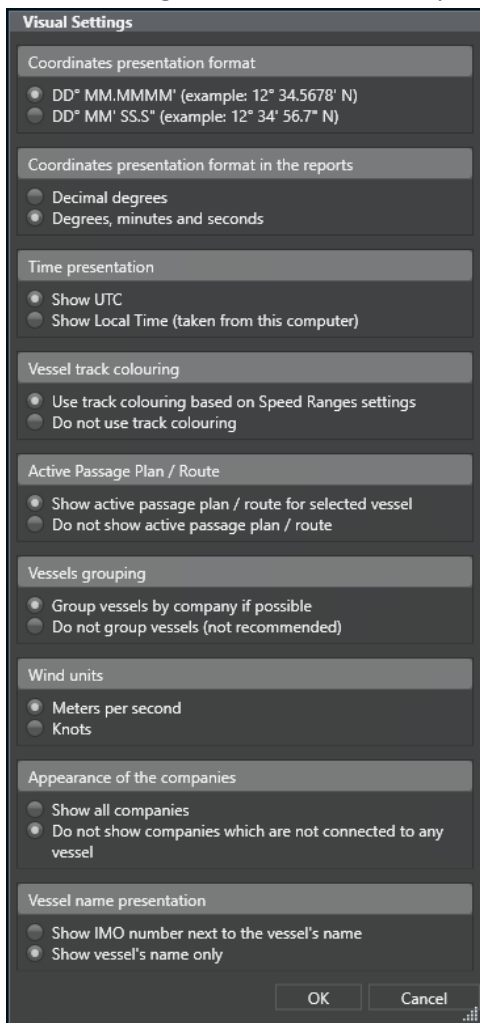 Visual Settings
Coordinates presentation format
DD° MM.MMMM' (example: 12° 34.5678' N)
DD° MM' SS.S" (example: 12° 34' 56.7" N)
Coordinates presentation format in the reports
Decimal degrees
Degrees, minutes and seconds
Time presentation
Show UTC
Show Local Time (taken from this computer)
Vessel track colouring
Use track colouring based on Speed Ranges settings
Do not use track colouring
Active Passage Plan / Route
Show active passage plan / route for selected vessel
Do not show active passage plan / route
Vessels grouping
Group vessels by company if possible
Do not group vessels (not recommended)
Wind units
Meters per second
Knots
Appearance of the companies
Show all companies
Do not show companies which are not connected to any
vessel
Vessel name presentation
Show IMO number next to the vessel's name
Show vessel's name only
OK Cancel